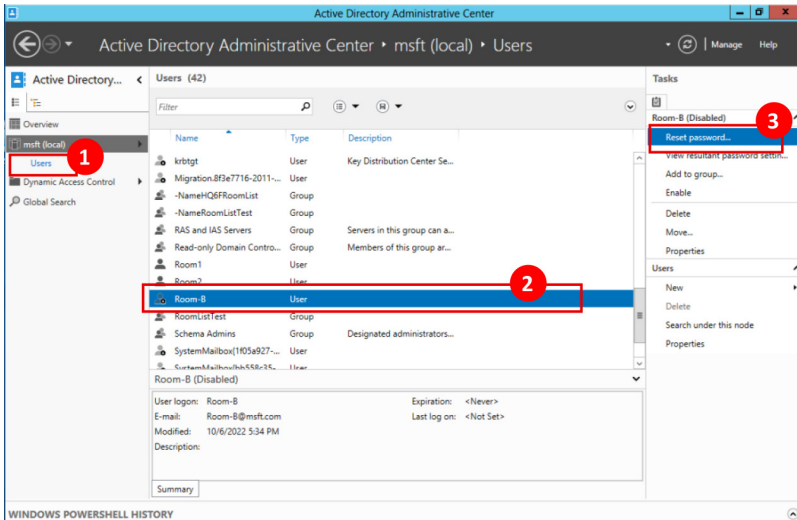 Active Directory Administrative Center
Active Directory Administrative Center • msft (local) • Users
Manage Help
Active Directory...
Overview
msft (local)
Users
Dynamic Access Control
Global Search
1
Users (42)
Filter
Name Type Description
krbtgt User Key Distribution Center Se...
Migration.8f3e7716-2011-... User
-NameHQ6FRoomList Group
-NameRoomListTest Group
RAS and IAS Servers Group Servers in this group can a...
Read-only Domain Contro... Group Members of this group ar...
Room1 User
Room2 User
2
Room-B User
RoomListTest Group
Schema Admins Group Designated administrators...
SystemMailbox{1f05a927-... User
SystemMailbox{bb558c35-... User
Room-B (Disabled)
User logon: Room-B Expiration: <Never>
E-mail: Room-B@msft.com Last log on: <Not Set>
Modified: 10/6/2022 5:34 PM
Description:
Summary
Tasks
Room-B (Disabled)
3
Reset password...
View resultant password settin...
Add to group...
Enable
Delete
Move...
Properties
Users
New
Delete
Search under this node
Properties
WINDOWS POWERSHELL HISTORY